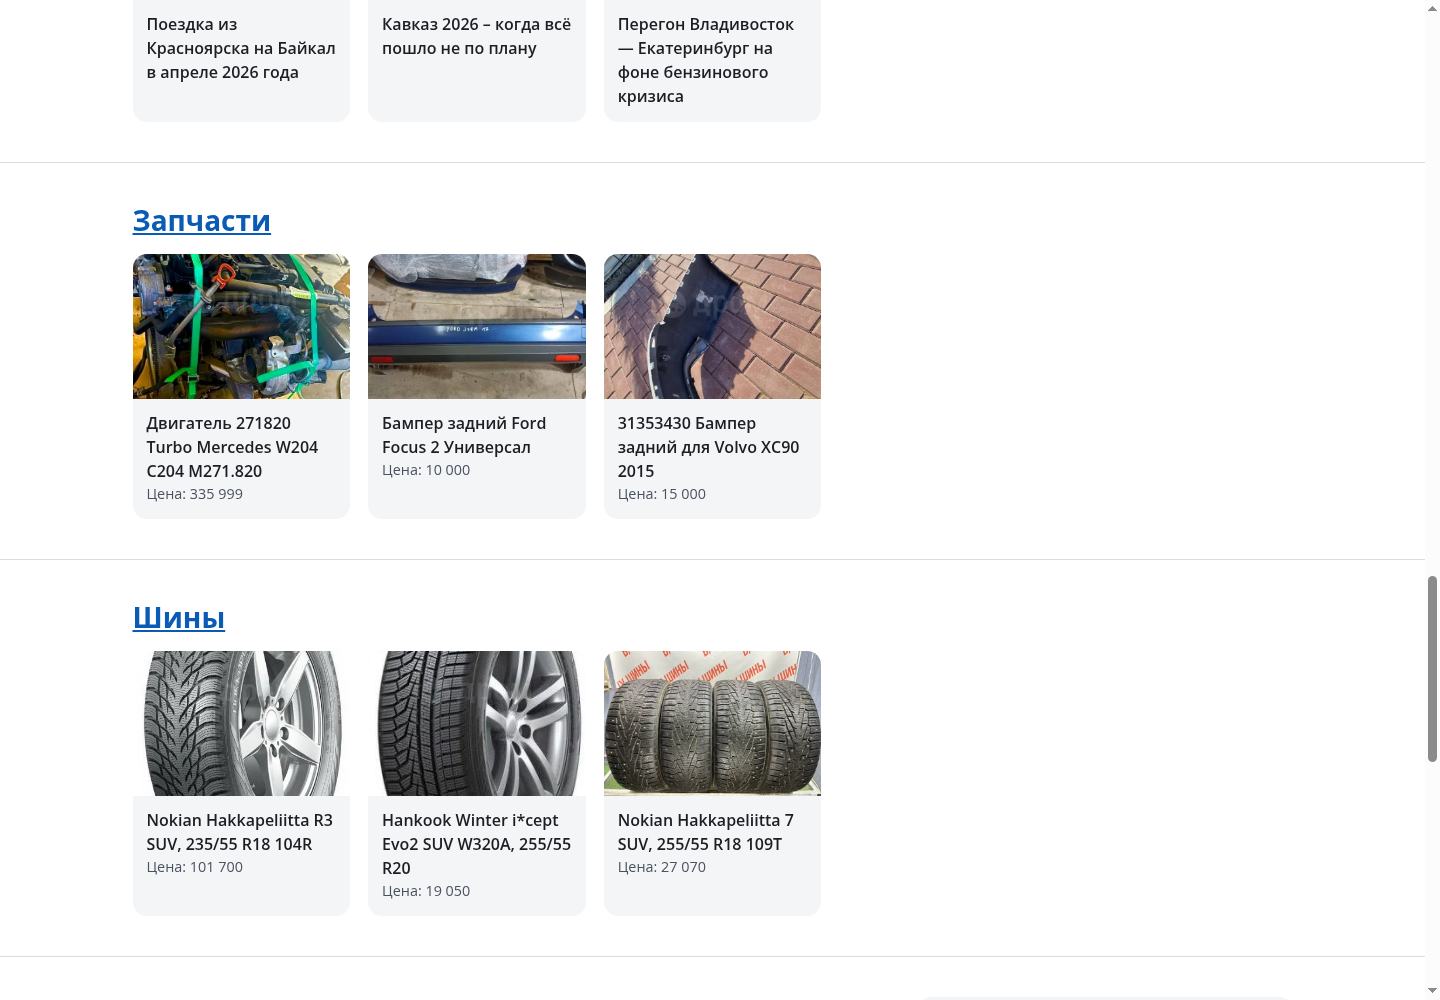 Поездка из
Красноярска на Байкал
в апреле 2026 года
Кавказ 2026 – когда всё
пошло не по плану
Перегон Владивосток
— Екатеринбург на
фоне бензинового
кризиса
Запчасти
Двигатель 271820
Turbo Mercedes W204
C204 M271.820
Цена: 335 999
Бампер задний Ford
Focus 2 Универсал
Цена: 10 000
31353430 Бампер
задний для Volvo XC90
2015
Цена: 15 000
Шины
Nokian Hakkapeliitta R3
SUV, 235/55 R18 104R
Цена: 101 700
Hankook Winter i*cept
Evo2 SUV W320A, 255/55
R20
Цена: 19 050
ШИНЫ
Nokian Hakkapeliitta 7
SUV, 255/55 R18 109T
Цена: 27 070